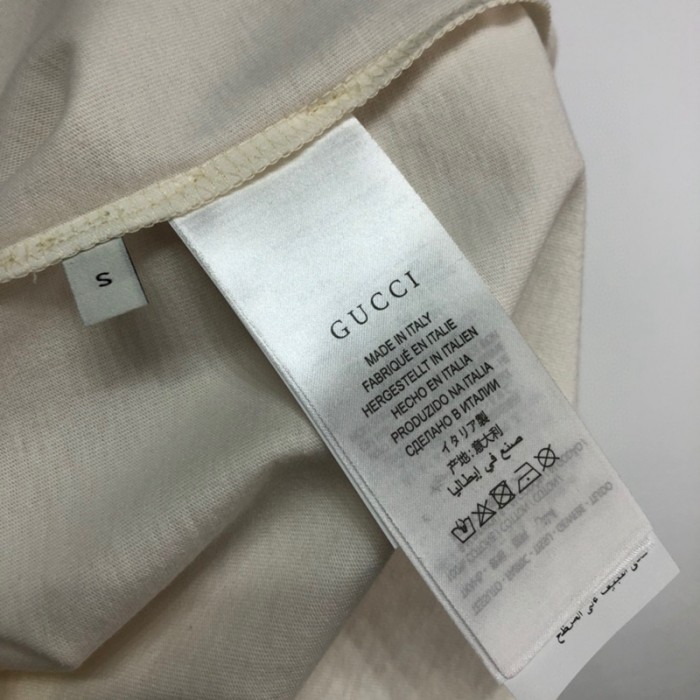 S
GUCCI
MADE IN ITALY
FABRIQUÉ EN ITALIE
HERGESTELLT IN ITALIEN
HECHO EN ITALIA
PRODUZIDO NA ITALIA
СДЕЛАНО В ИТАЛИИ
イタリア製
产地:意大利
صنع في إيطاليا